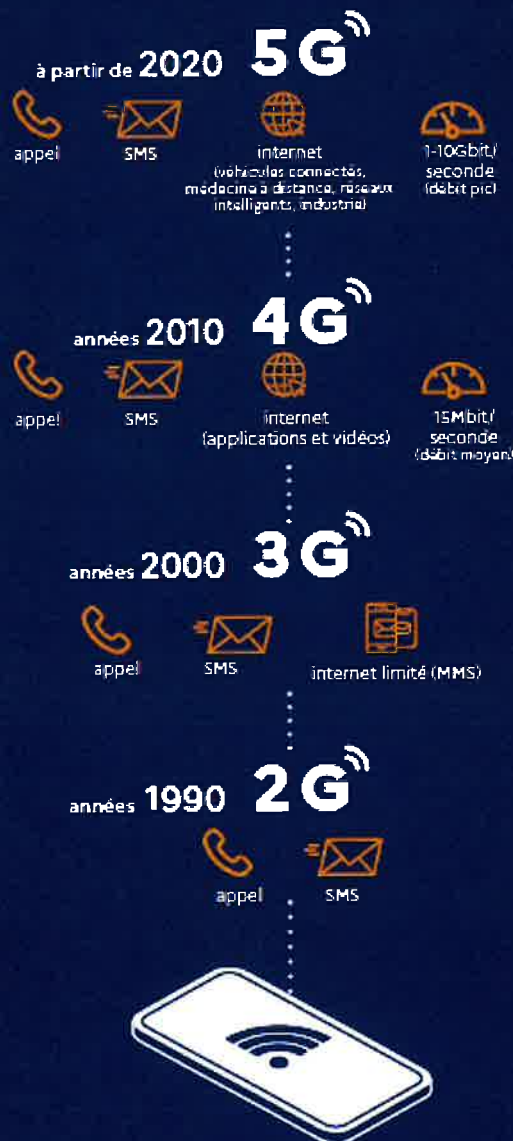 à partir de 2020 5G
appel
SMS
internet
(véhicules connectés,
médecine à distance, réseaux
intelligents, industrie)
1-10Gbit/
seconde
(débit pic)
années 2010 4G
appel
SMS
internet
(applications et vidéos)
15Mbit/
seconde
(débit moyen)
années 2000 3G
appel
SMS
internet limité (MMS)
années 1990 2G
appel
SMS